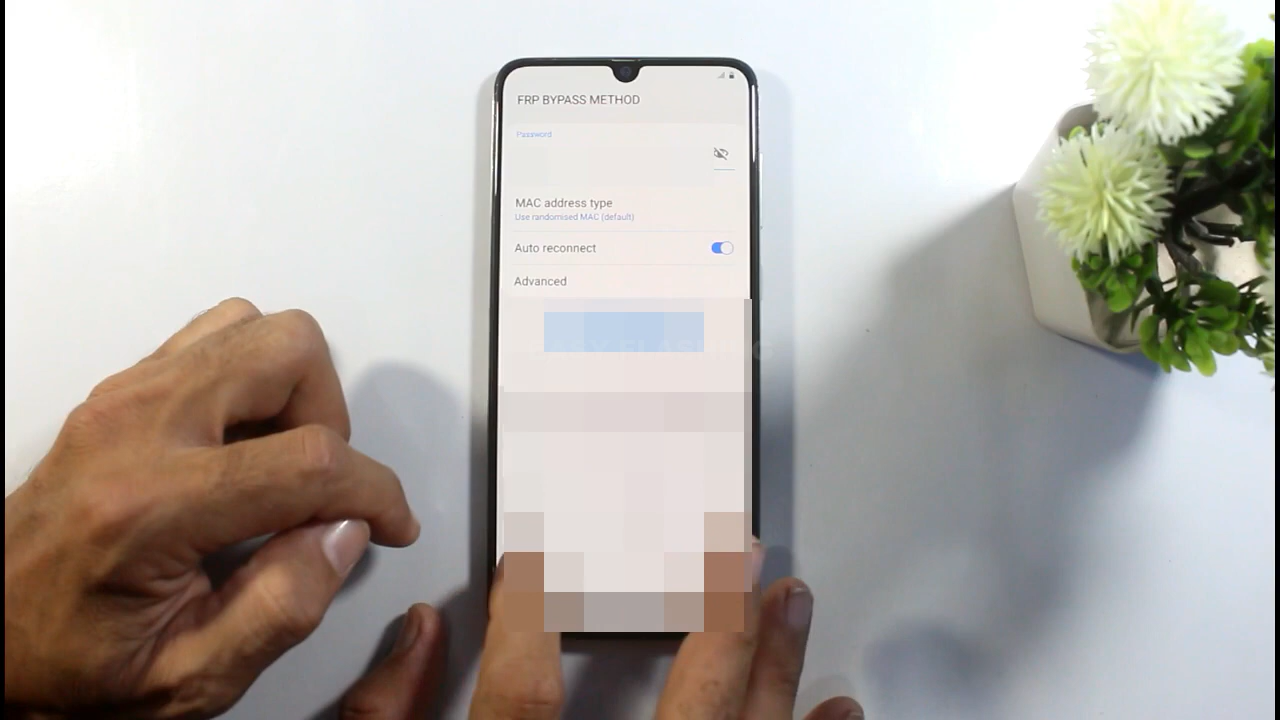 FRP BYPASS METHOD
Password
MAC address type
Use randomised MAC (default)
Auto reconnect
Advanced